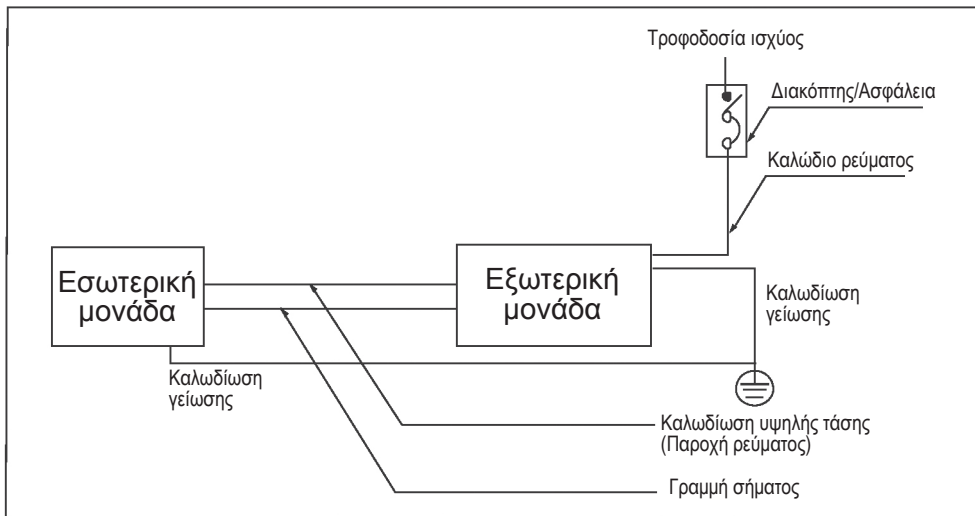 Τροφοδοσία ισχύος
Διακόπτης/Ασφάλεια
Καλώδιο ρεύματος
Εσωτερική
μονάδα
Εξωτερική
μονάδα
Καλωδίωση
γείωσης
Καλωδίωση
γείωσης
Καλωδίωση υψηλής τάσης
(Παροχή ρεύματος)
Γραμμή σήματος